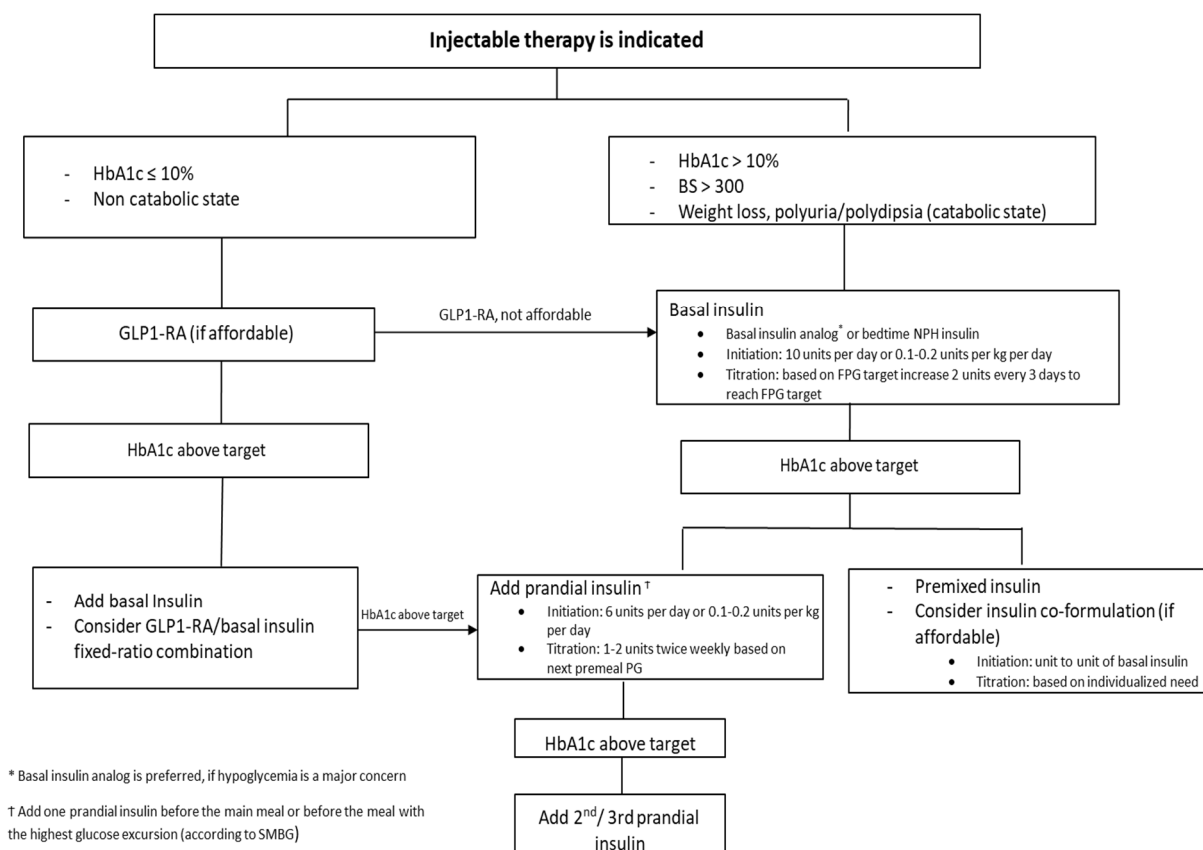 Injectable therapy is indicated
- HbA1c ≤ 10%
- Non catabolic state
- HbA1c > 10%
- BS > 300
- Weight loss, polyuria/polydipsia (catabolic state)
GLP1-RA (if affordable)
GLP1-RA, not affordable
Basal insulin
• Basal insulin analog* or bedtime NPH insulin
• Initiation: 10 units per day or 0.1-0.2 units per kg per day
• Titration: based on FPG target increase 2 units every 3 days to
reach FPG target
HbA1c above target
HbA1c above target
- Add basal Insulin
- Consider GLP1-RA/basal insulin
fixed-ratio combination
HbA1c above target
Add prandial insulin †
• Initiation: 6 units per day or 0.1-0.2 units per kg
per day
• Titration: 1-2 units twice weekly based on
next premeal PG
- Premixed insulin
- Consider insulin co-formulation (if
affordable)
• Initiation: unit to unit of basal insulin
• Titration: based on individualized need
HbA1c above target
Add 2nd/ 3rd prandial
insulin
* Basal insulin analog is preferred, if hypoglycemia is a major concern
† Add one prandial insulin before the main meal or before the meal with
the highest glucose excursion (according to SMBG)